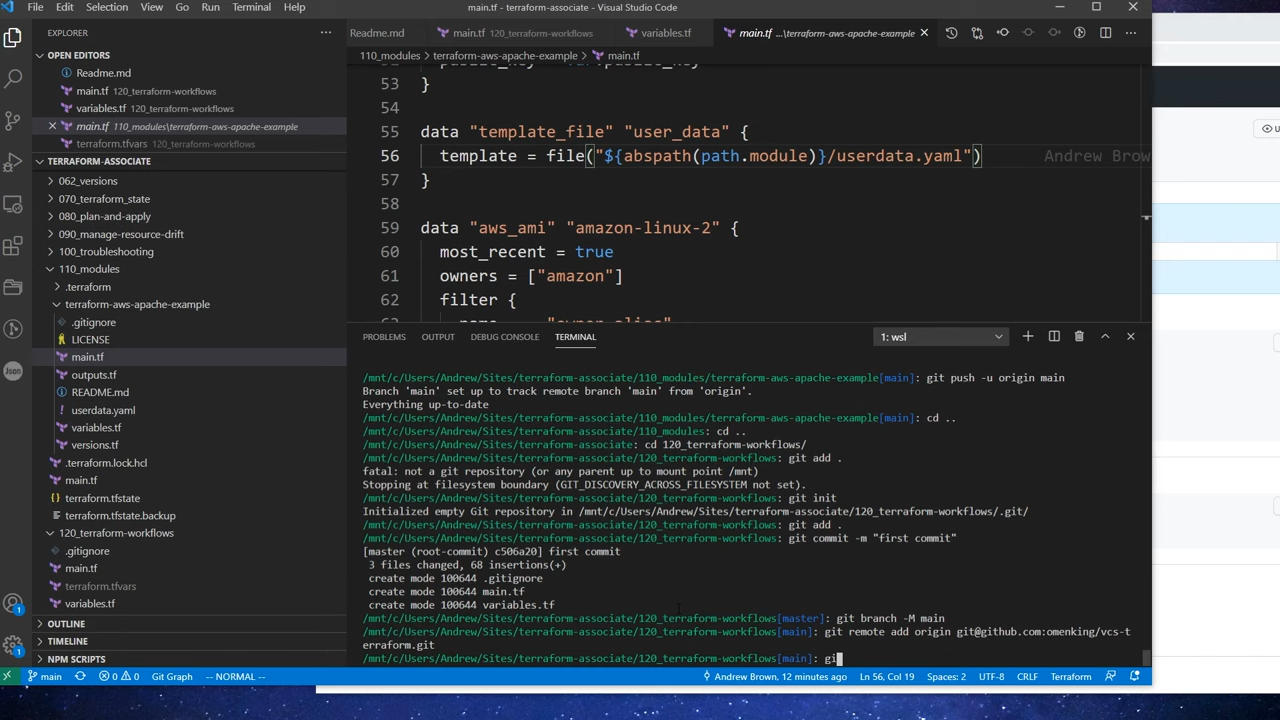 File Edit Selection View Go Run Terminal Help
main.tf - terraform-associate - Visual Studio Code
EXPLORER
OPEN EDITORS
Readme.md
main.tf 120_terraform-workflows
variables.tf 120_terraform-workflows
main.tf 110_modules\terraform-aws-apache-example
terraform.tfvars 120_terraform-workflows
TERRAFORM-ASSOCIATE
062_versions
070_terraform_state
080_plan-and-apply
090_manage-resource-drift
100_troubleshooting
110_modules
.terraform
terraform-aws-apache-example
.gitignore
LICENSE
main.tf
outputs.tf
README.md
userdata.yaml
variables.tf
versions.tf
.terraform.lock.hcl
main.tf
terraform.tfstate
terraform.tfstate.backup
120_terraform-workflows
.gitignore
main.tf
terraform.tfvars
variables.tf
OUTLINE
TIMELINE
NPM SCRIPTS
Readme.md
main.tf 120_terraform-workflows
variables.tf
main.tf ...\terraform-aws-apache-example
110_modules > terraform-aws-apache-example > main.tf
53 }
54
55 data "template_file" "user_data" {
56 template = file("${abspath(path.module)}/userdata.yaml") Andrew Brow
57 }
58
59 data "aws_ami" "amazon-linux-2" {
60 most_recent = true
61 owners = ["amazon"]
62 filter {
PROBLEMS OUTPUT DEBUG CONSOLE TERMINAL
1: wsl
/mnt/c/Users/Andrew/Sites/terraform-associate/110_modules/terraform-aws-apache-example[main]: git push -u origin main
Branch 'main' set up to track remote branch 'main' from 'origin'.
Everything up-to-date
/mnt/c/Users/Andrew/Sites/terraform-associate/110_modules/terraform-aws-apache-example[main]: cd ..
/mnt/c/Users/Andrew/Sites/terraform-associate/110_modules: cd ..
/mnt/c/Users/Andrew/Sites/terraform-associate: cd 120_terraform-workflows/
/mnt/c/Users/Andrew/Sites/terraform-associate/120_terraform-workflows: git add .
fatal: not a git repository (or any parent up to mount point /mnt)
Stopping at filesystem boundary (GIT_DISCOVERY_ACROSS_FILESYSTEM not set).
/mnt/c/Users/Andrew/Sites/terraform-associate/120_terraform-workflows: git init
Initialized empty Git repository in /mnt/c/Users/Andrew/Sites/terraform-associate/120_terraform-workflows/.git/
/mnt/c/Users/Andrew/Sites/terraform-associate/120_terraform-workflows: git add .
/mnt/c/Users/Andrew/Sites/terraform-associate/120_terraform-workflows: git commit -m "first commit"
[master (root-commit) c506a20] first commit
3 files changed, 68 insertions(+)
create mode 100644 .gitignore
create mode 100644 main.tf
create mode 100644 variables.tf
/mnt/c/Users/Andrew/Sites/terraform-associate/120_terraform-workflows[master]: git branch -M main
/mnt/c/Users/Andrew/Sites/terraform-associate/120_terraform-workflows[main]: git remote add origin git@github.com:omenking/vcs-t
erraform.git
/mnt/c/Users/Andrew/Sites/terraform-associate/120_terraform-workflows[main]: gi
main 0 0 Git Graph -- NORMAL -- Andrew Brown, 12 minutes ago Ln 56, Col 19 Spaces: 2 UTF-8 CRLF Terraform
Json
1
1